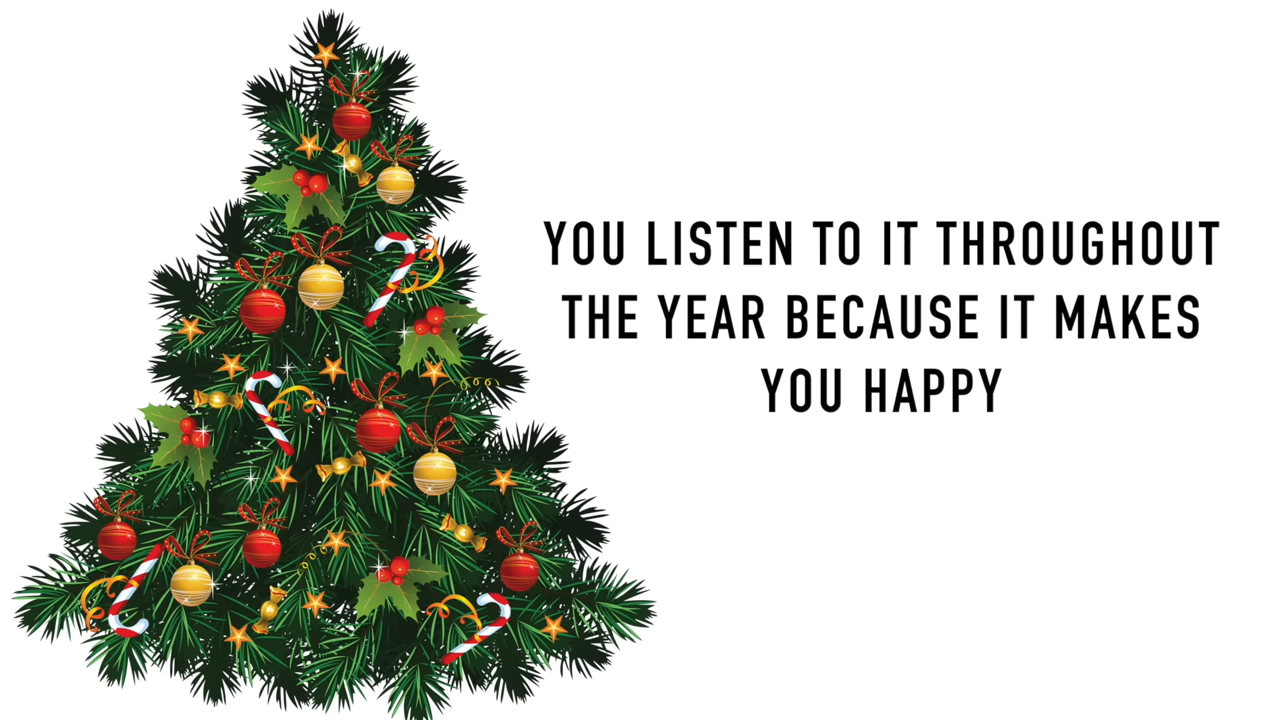 YOU LISTEN TO IT THROUGHOUT
THE YEAR BECAUSE IT MAKES
YOU HAPPY